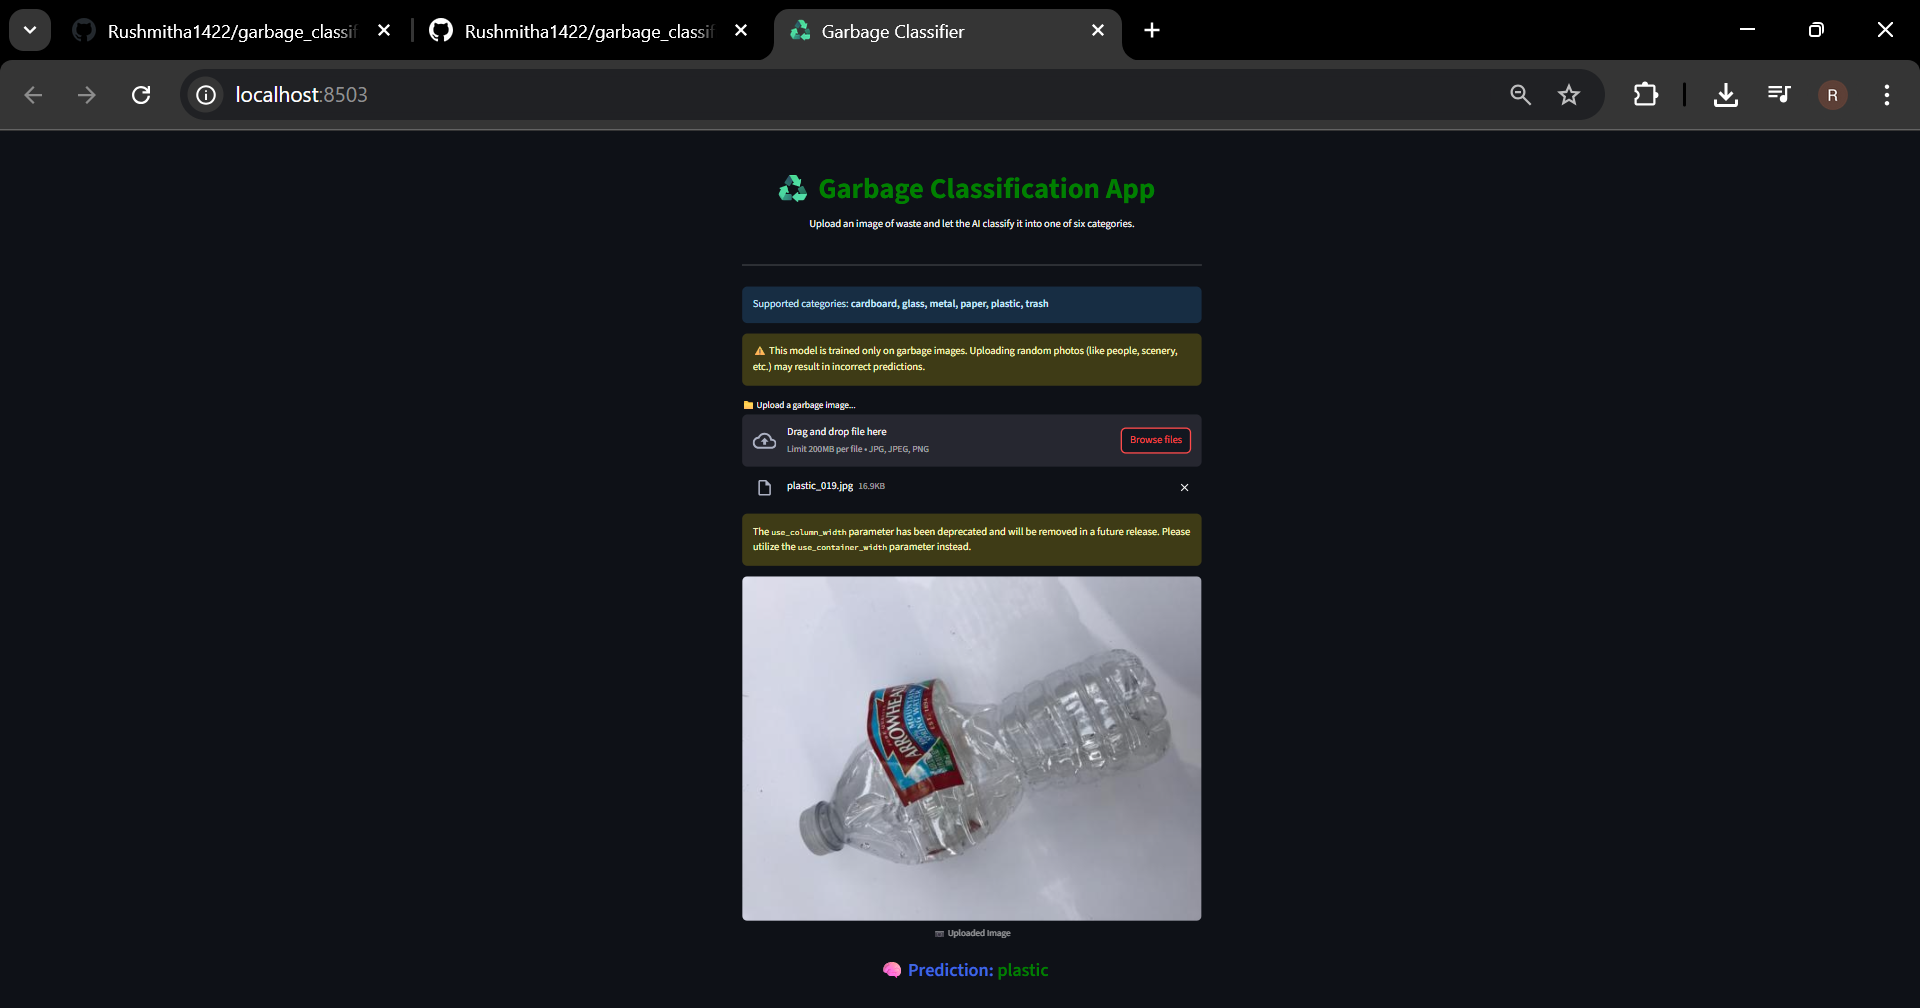 Rushmitha1422/garbage_classif
Rushmitha1422/garbage_classif
Garbage Classifier
localhost:8503
R
Garbage Classification App
Upload an image of waste and let the AI classify it into one of six categories.
Supported categories: cardboard, glass, metal, paper, plastic, trash
This model is trained only on garbage images. Uploading random photos (like people, scenery,
etc.) may result in incorrect predictions.
Upload a garbage image...
Drag and drop file here
Limit 200MB per file • JPG, JPEG, PNG
Browse files
plastic_019.jpg 16.9KB
The use_column_width parameter has been deprecated and will be removed in a future release. Please
utilize the use_container_width parameter instead.
ARROWHEAD
MOUNTAIN
SPRING WATER
Uploaded Image
Prediction: plastic